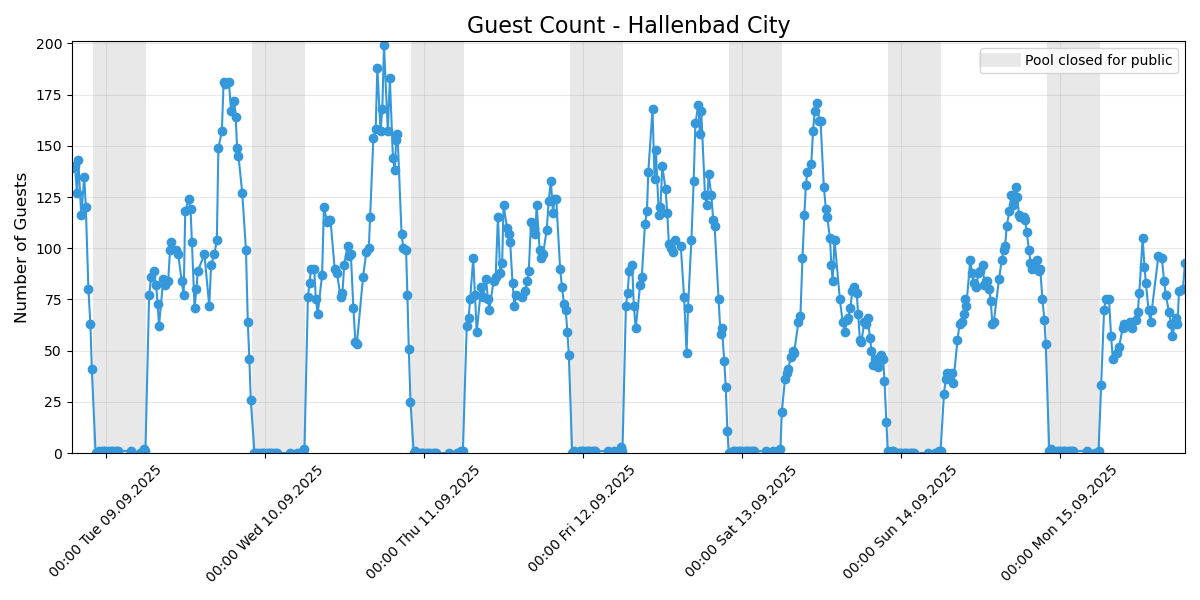 Guest Count - Hallenbad City
Pool closed for public
Number of Guests
200
175
150
125
100
75
50
25
0
00:00 Tue 09.09.2025
00:00 Wed 10.09.2025
00:00 Thu 11.09.2025
00:00 Fri 12.09.2025
00:00 Sat 13.09.2025
00:00 Sun 14.09.2025
00:00 Mon 15.09.2025